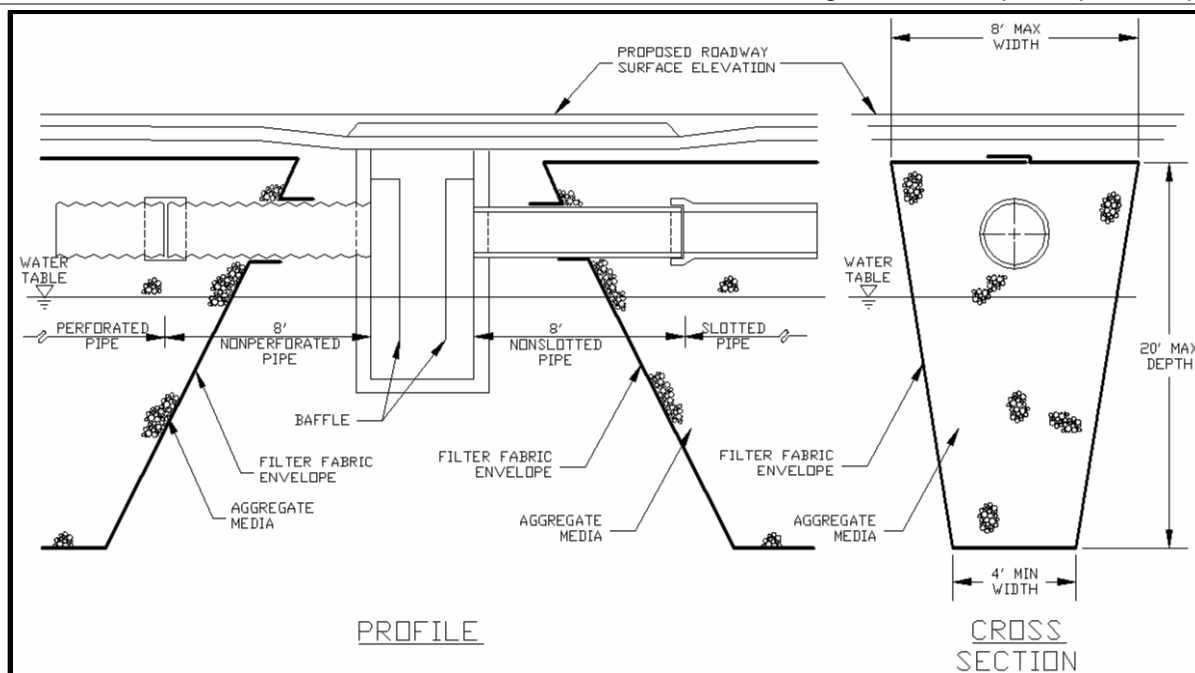 8' MAX
WIDTH
PROPOSED ROADWAY
SURFACE ELEVATION
WATER
TABLE
WATER
TABLE
PERFORATED
PIPE
8'
NONPERFORATED
PIPE
8'
NONSLOTTED
PIPE
SLOTTED
PIPE
20' MAX
DEPTH
BAFFLE
FILTER FABRIC
ENVELOPE
FILTER FABRIC
ENVELOPE
FILTER FABRIC
ENVELOPE
AGGREGATE
MEDIA
AGGREGATE
MEDIA
AGGREGATE
MEDIA
4' MIN
WIDTH
PROFILE
CROSS
SECTION